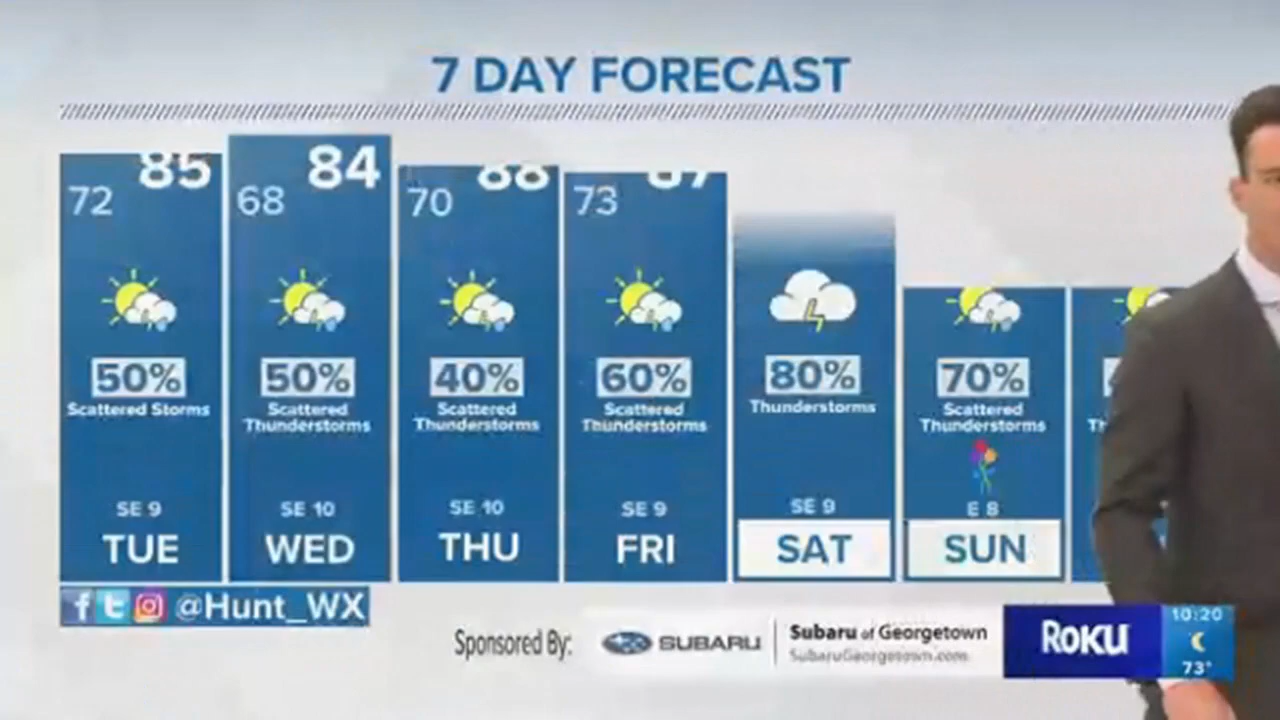 7 DAY FORECAST
85
72
50%
Scattered Storms
SE 9
TUE
84
68
50%
Scattered
Thunderstorms
SE 10
WED
88
70
40%
Scattered
Thunderstorms
SE 10
THU
73
60%
Scattered
Thunderstorms
SE 9
FRI
80%
Thunderstorms
SE 9
SAT
70%
Scattered
Thunderstorms
E 8
SUN
@Hunt_WX
Sponsored By:
SUBARU
Subaru of Georgetown
SubaruGeorgetown.com
ROKU
10:20
73°